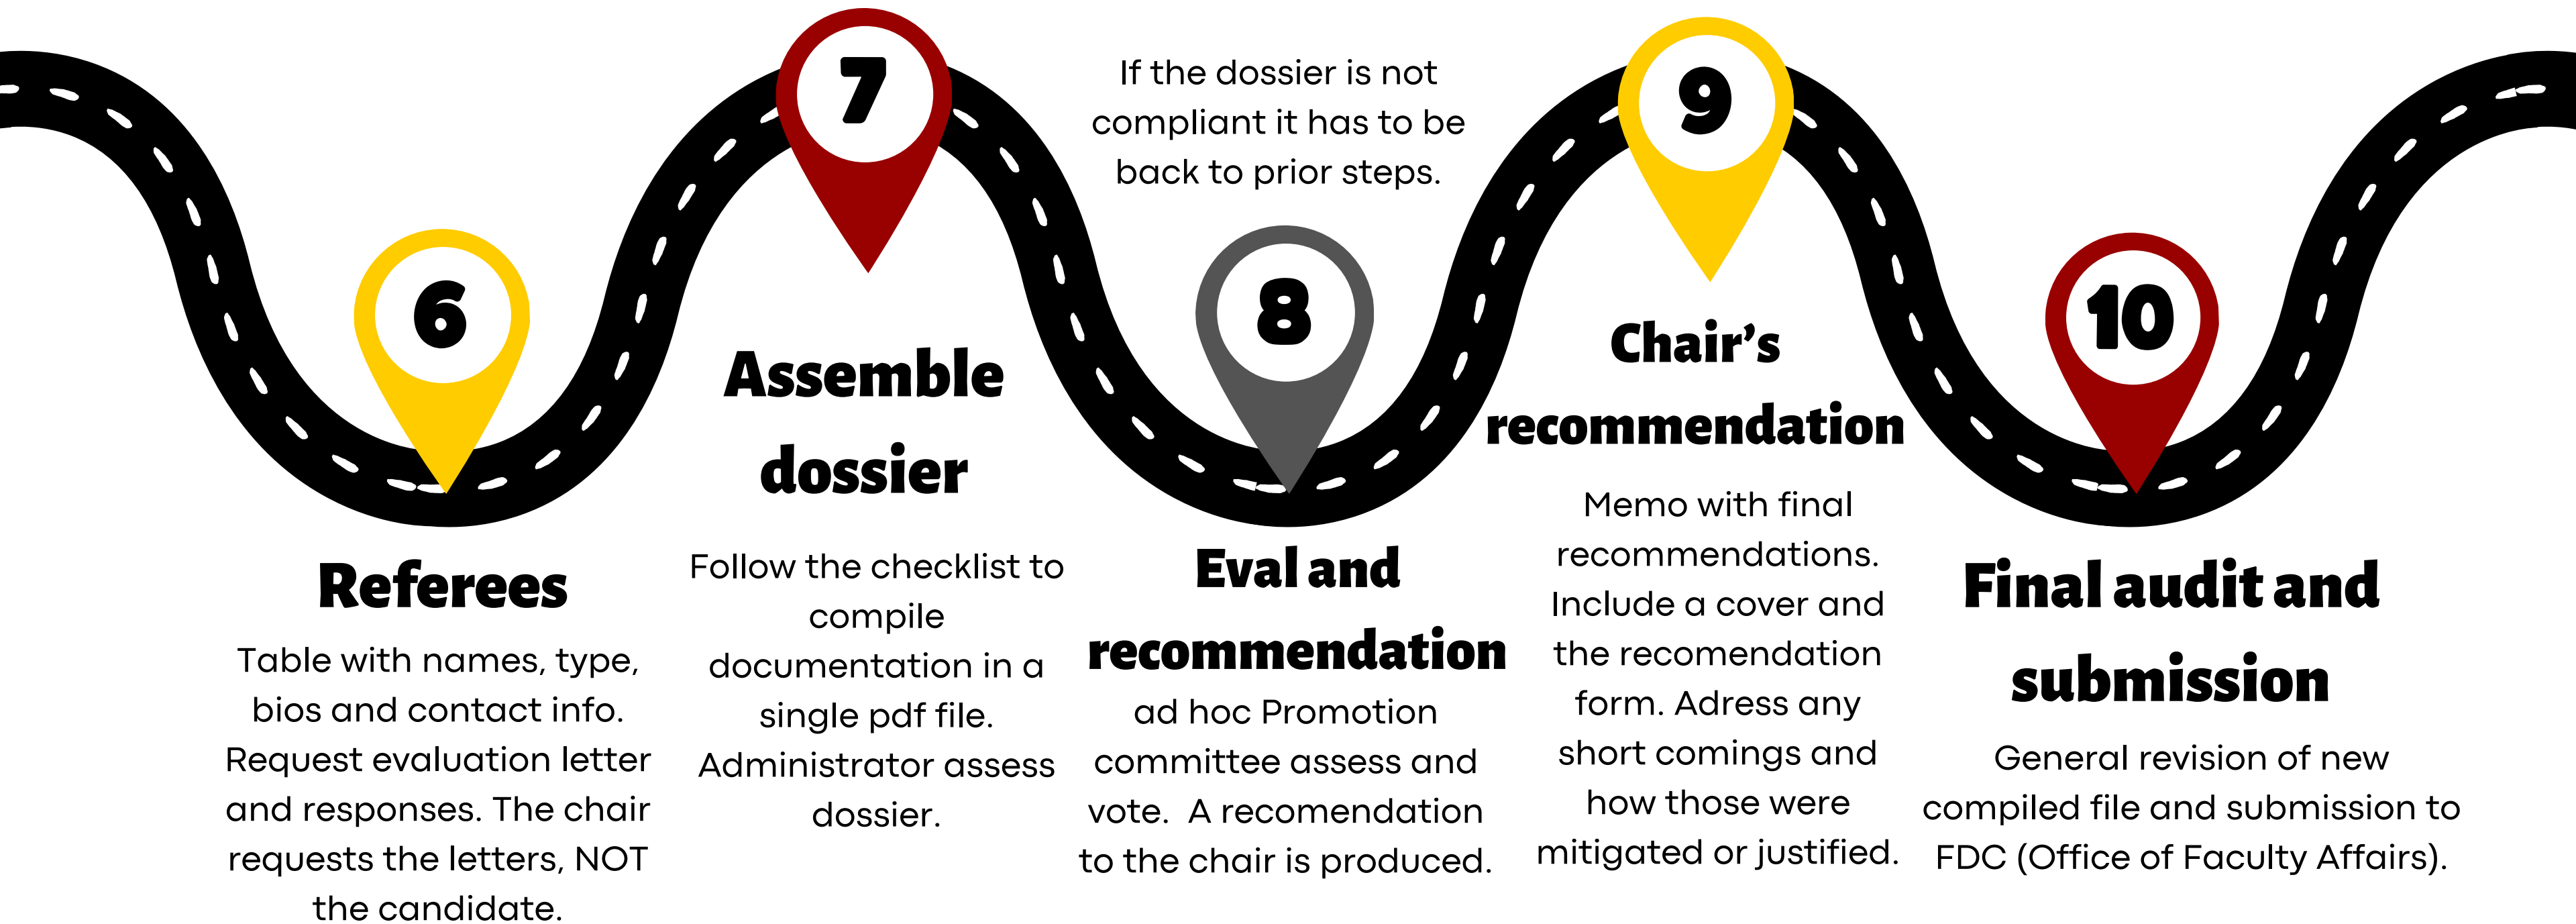 6
Referees
Table with names, type,
bios and contact info.
Request evaluation letter
and responses. The chair
requests the letters, NOT
the candidate.
7
Assemble
dossier
Follow the checklist to
compile
documentation in a
single pdf file.
Administrator assess
dossier.
If the dossier is not
compliant it has to be
back to prior steps.
8
Eval and
recommendation
ad hoc Promotion
committee assess and
vote.  A recomendation
to the chair is produced.
9
Chair’s
recommendation
Memo with final
recommendations.
Include a cover and
the recomendation
form. Adress any
short comings and
how those were
mitigated or justified.
10
Final audit and
submission
General revision of new
compiled file and submission to
FDC (Office of Faculty Affairs).